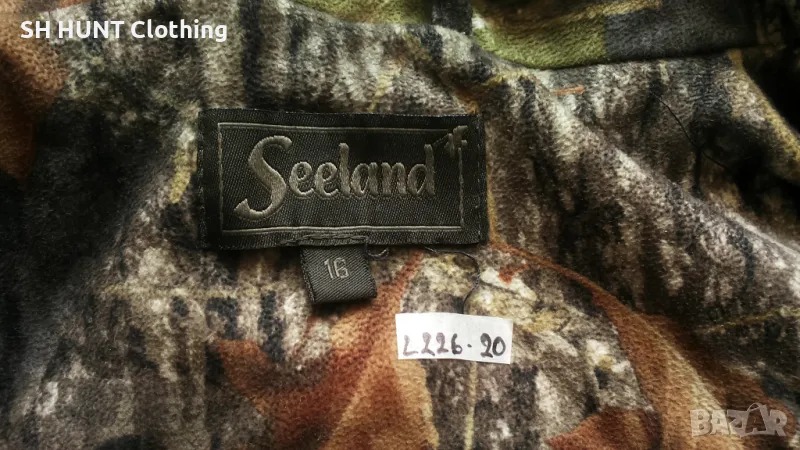 SH HUNT Clothing
Seeland
16
L226-20
BAZAR